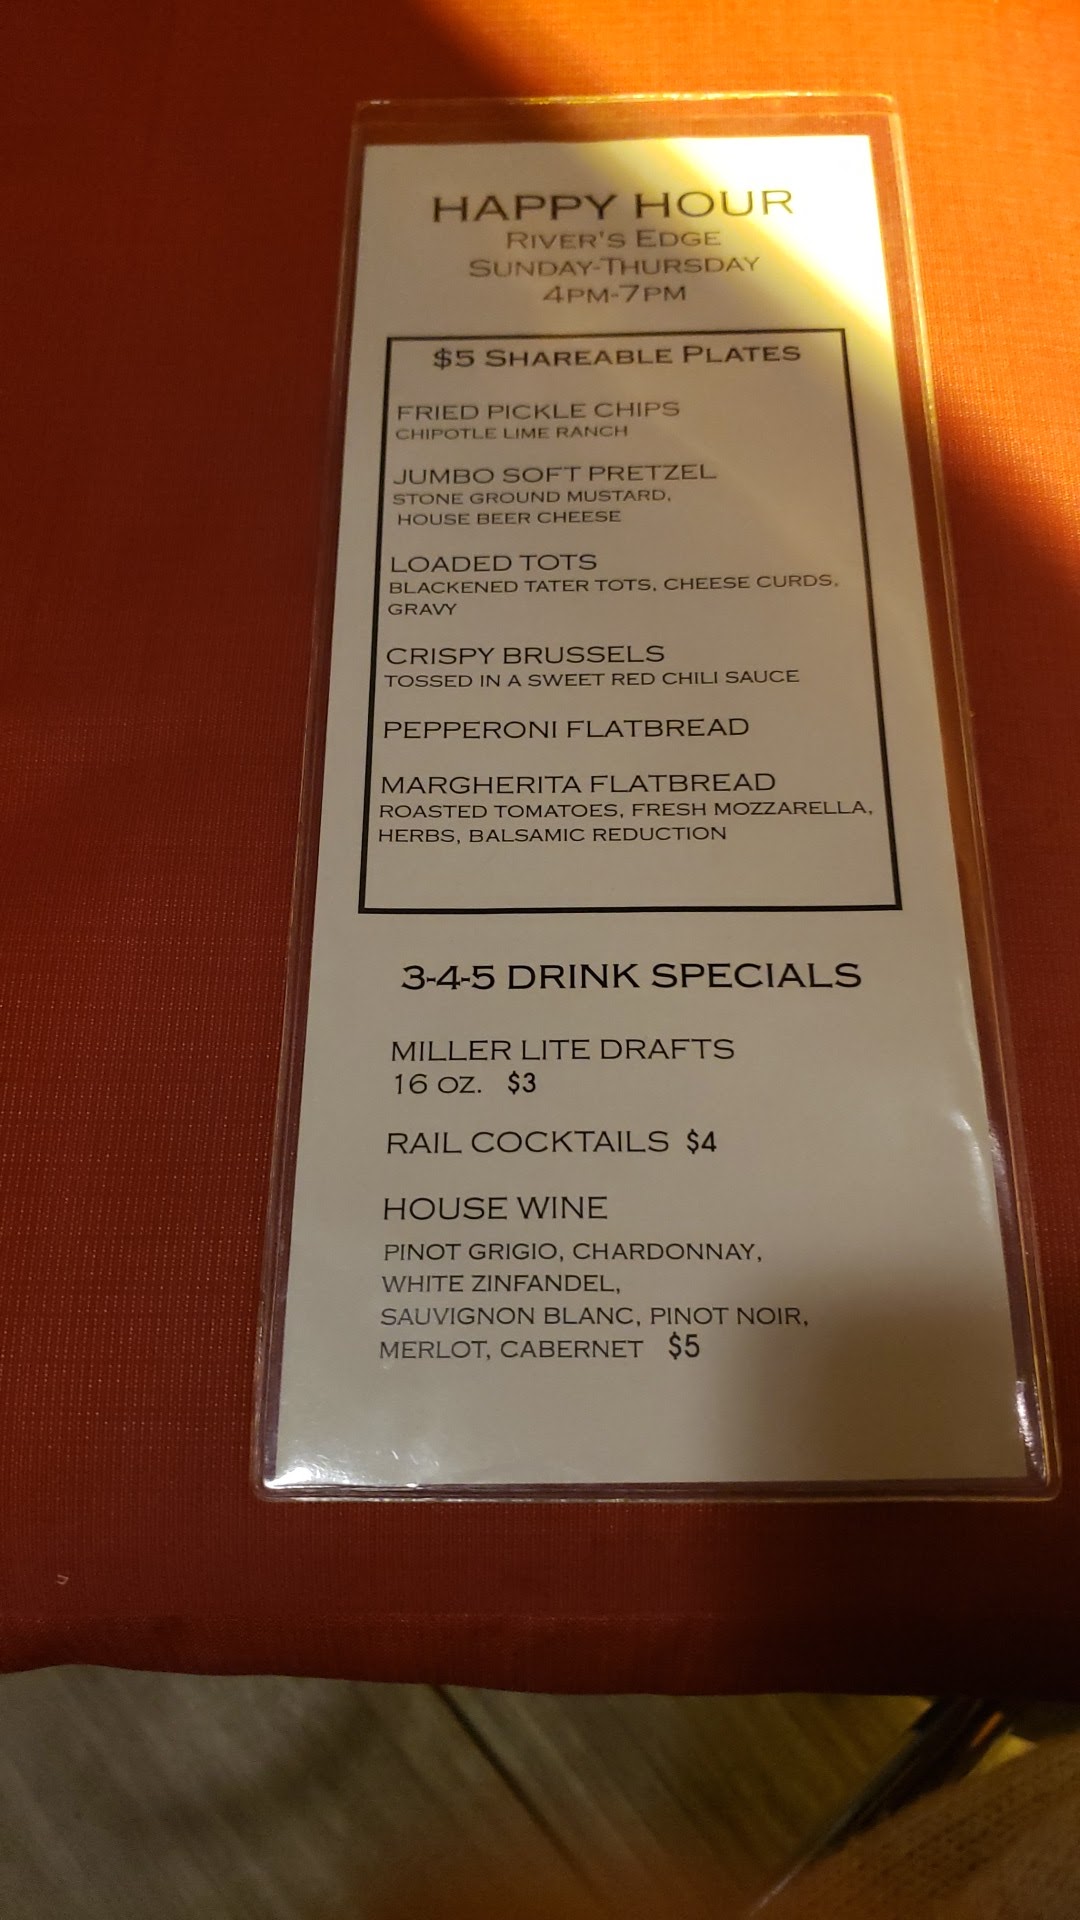 HAPPY HOUR
RIVER'S EDGE
SUNDAY-THURSDAY
4PM-7PM
$5 SHAREABLE PLATES
FRIED PICKLE CHIPS
CHIPOTLE LIME RANCH
JUMBO SOFT PRETZEL
STONE GROUND MUSTARD,
HOUSE BEER CHEESE
LOADED TOTS
BLACKENED TATER TOTS, CHEESE CURDS,
GRAVY
CRISPY BRUSSELS
TOSSED IN A SWEET RED CHILI SAUCE
PEPPERONI FLATBREAD
MARGHERITA FLATBREAD
ROASTED TOMATOES, FRESH MOZZARELLA,
HERBS, BALSAMIC REDUCTION
3-4-5 DRINK SPECIALS
MILLER LITE DRAFTS
16 OZ. $3
RAIL COCKTAILS $4
HOUSE WINE
PINOT GRIGIO, CHARDONNAY,
WHITE ZINFANDEL,
SAUVIGNON BLANC, PINOT NOIR,
MERLOT, CABERNET $5